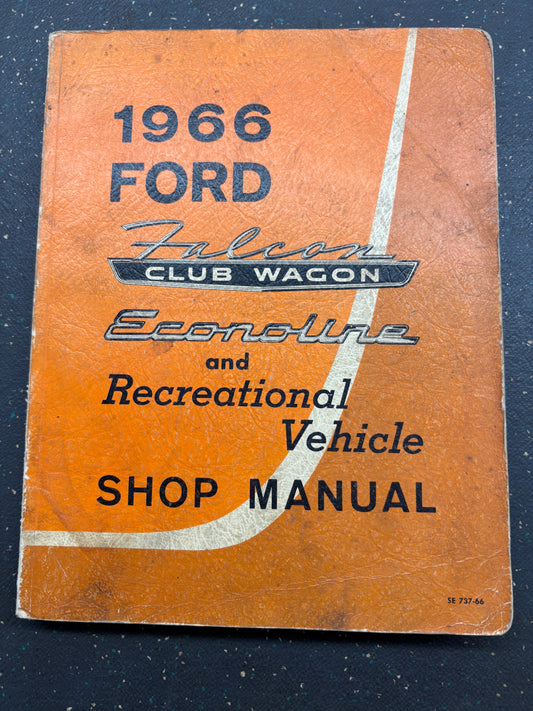 1966
FORD
Falcon
CLUB WAGON
Econoline
and
Recreational
Vehicle
SHOP MANUAL
SE 737-66